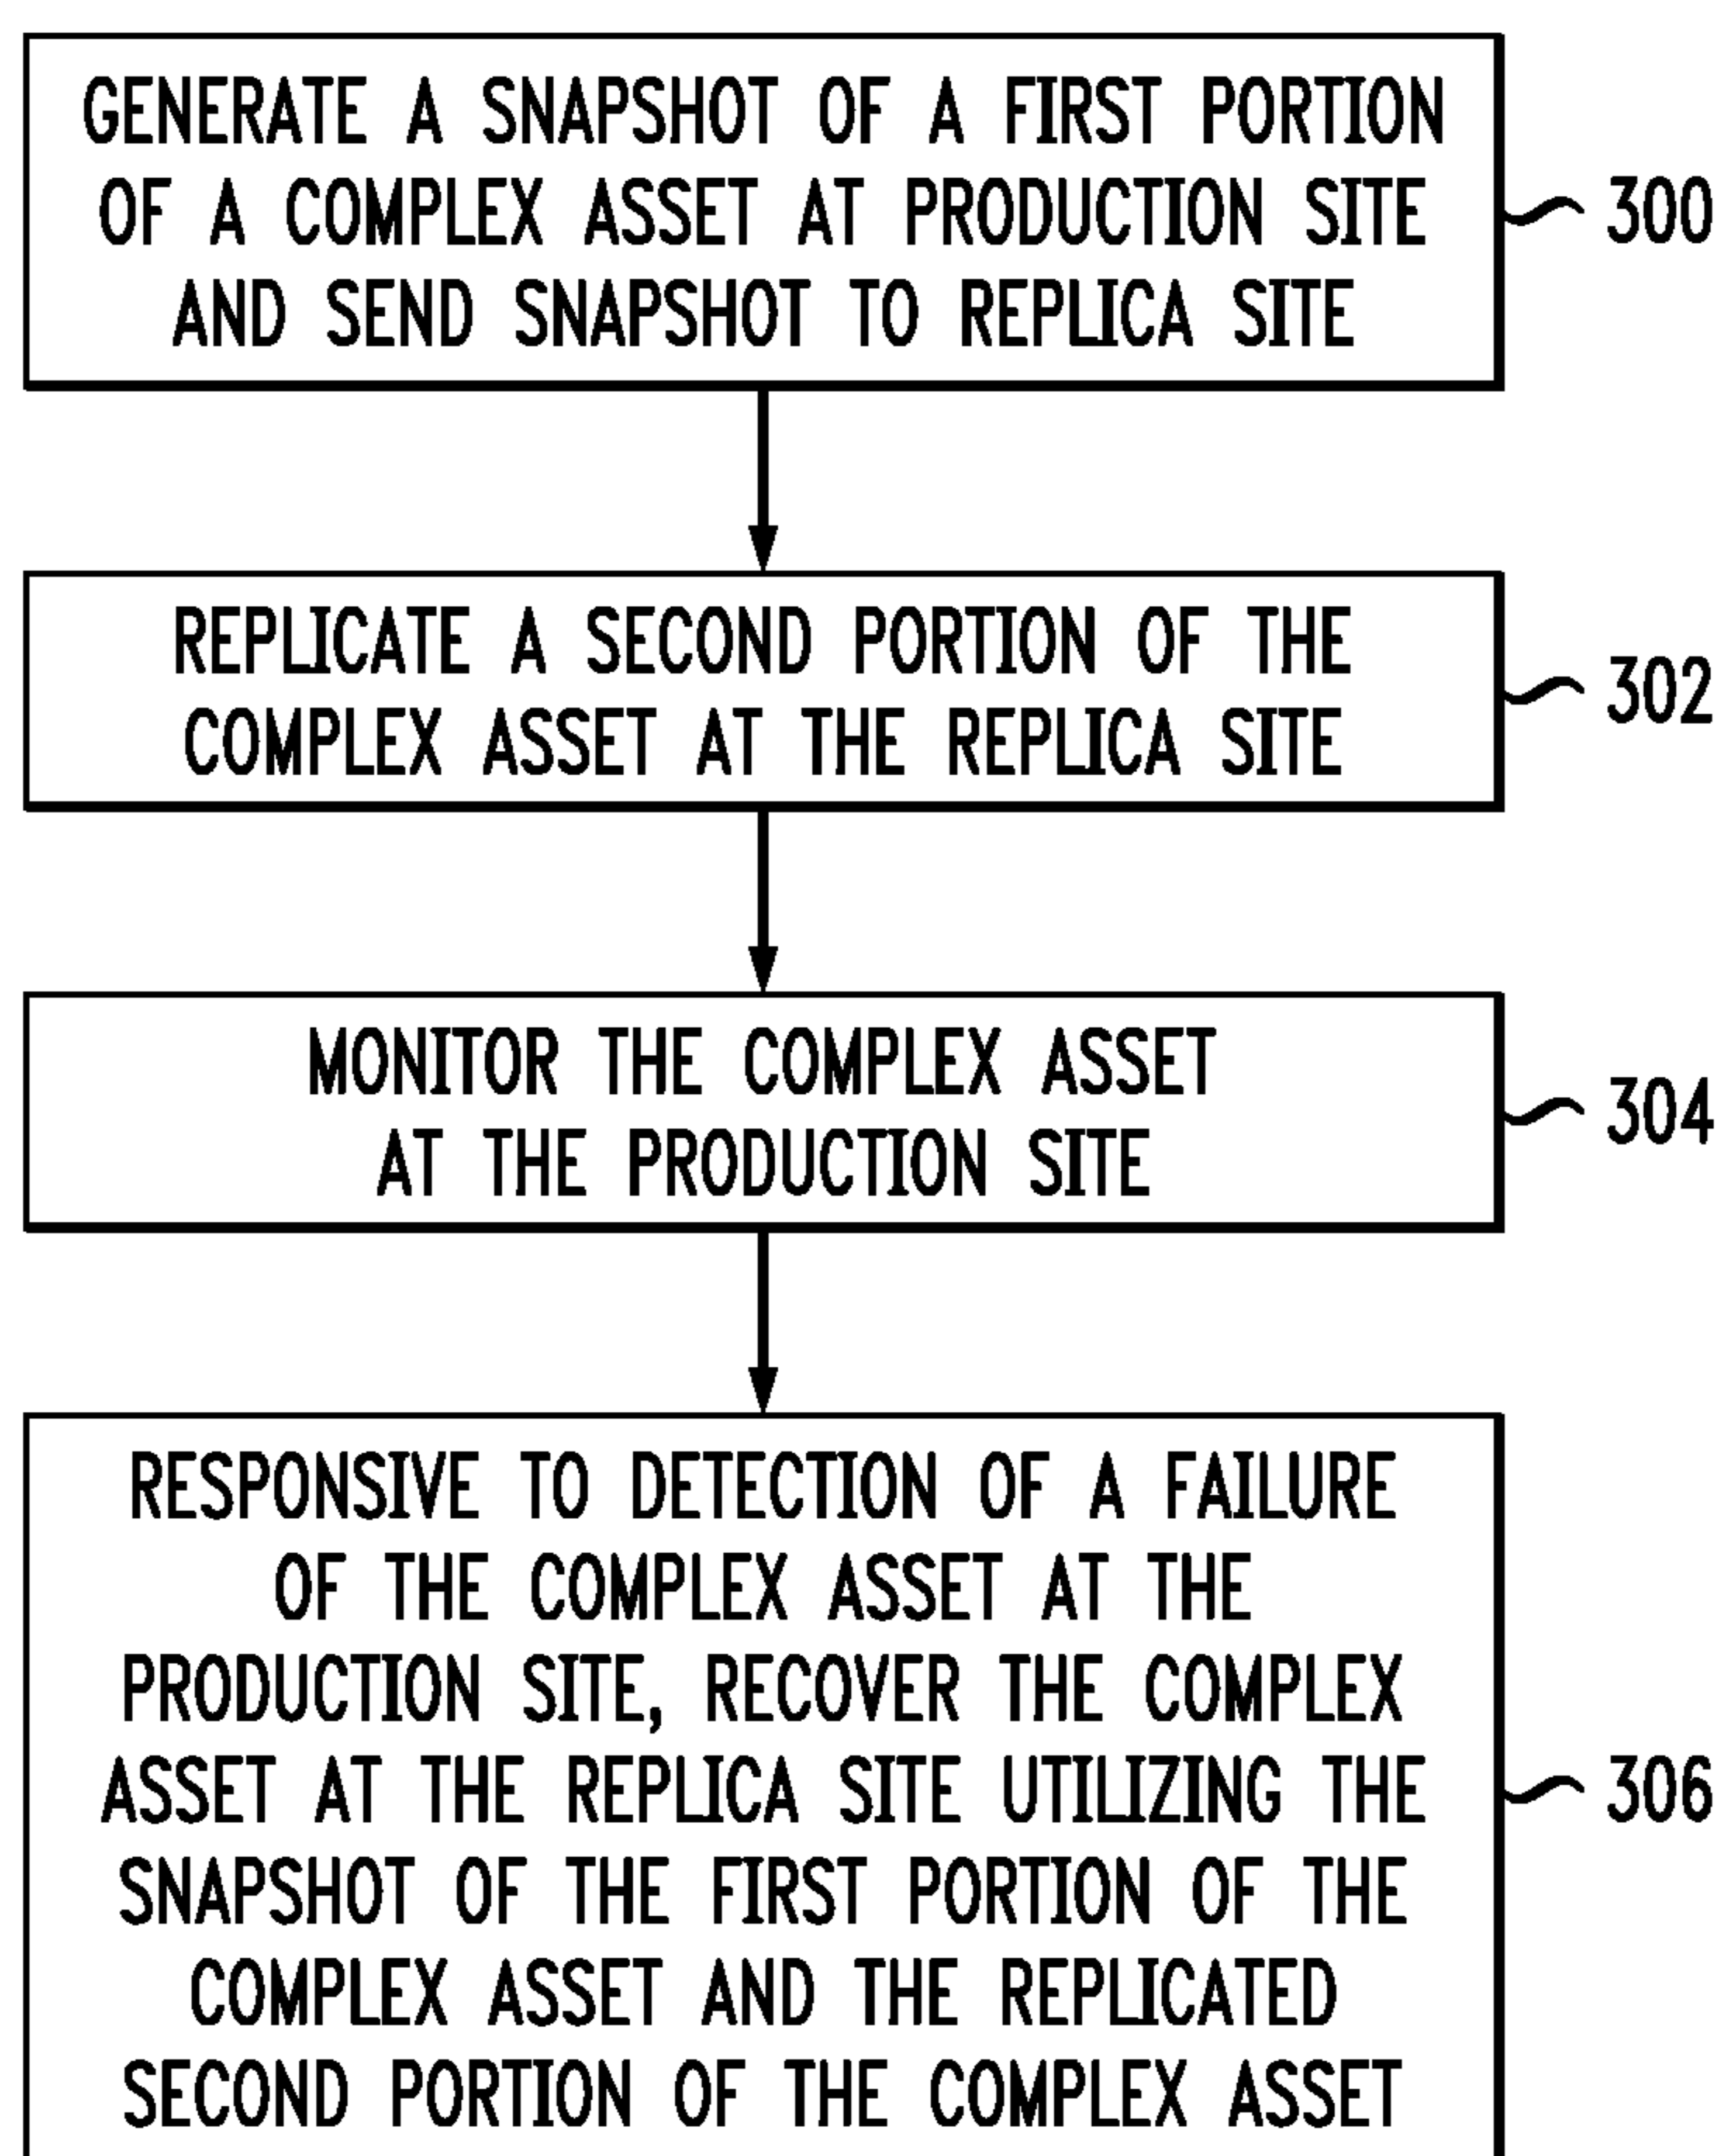 GENERATE A SNAPSHOT OF A FIRST PORTION
OF A COMPLEX ASSET AT PRODUCTION SITE
AND SEND SNAPSHOT TO REPLICA SITE
300
REPLICATE A SECOND PORTION OF THE
COMPLEX ASSET AT THE REPLICA SITE
302
MONITOR THE COMPLEX ASSET
AT THE PRODUCTION SITE
304
RESPONSIVE TO DETECTION OF A FAILURE
OF THE COMPLEX ASSET AT THE
PRODUCTION SITE, RECOVER THE COMPLEX
ASSET AT THE REPLICA SITE UTILIZING THE
SNAPSHOT OF THE FIRST PORTION OF THE
COMPLEX ASSET AND THE REPLICATED
SECOND PORTION OF THE COMPLEX ASSET
306